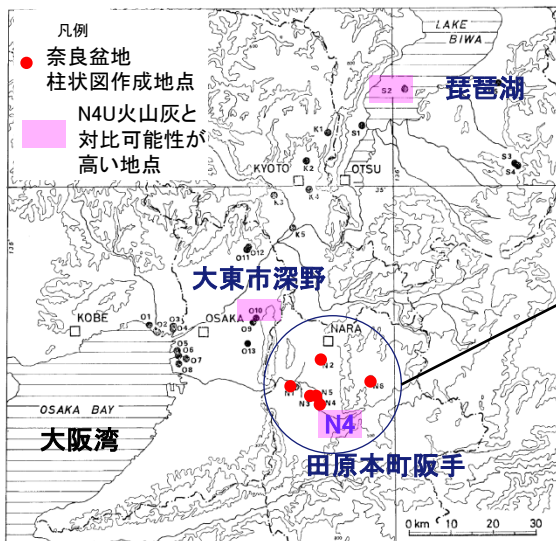 凡例
奈良盆地
柱状図作成地点
N4U火山灰と
対比可能性が
高い地点
LAKE
BIWA
琵琶湖
S2
K1
S1
K2
KYOTO
OTSU
S3
S4
K4
35°
K5
136°
O11
O12
大東市深野
135°
KOBE
O1
O2
O3
O4
OSAKA
O10
O9
NARA
O5
O6
O7
O8
O13
N2
N6
N5
N3
N4
OSAKA BAY
大阪湾
N4
田原本町阪手
0 km
10
20
30